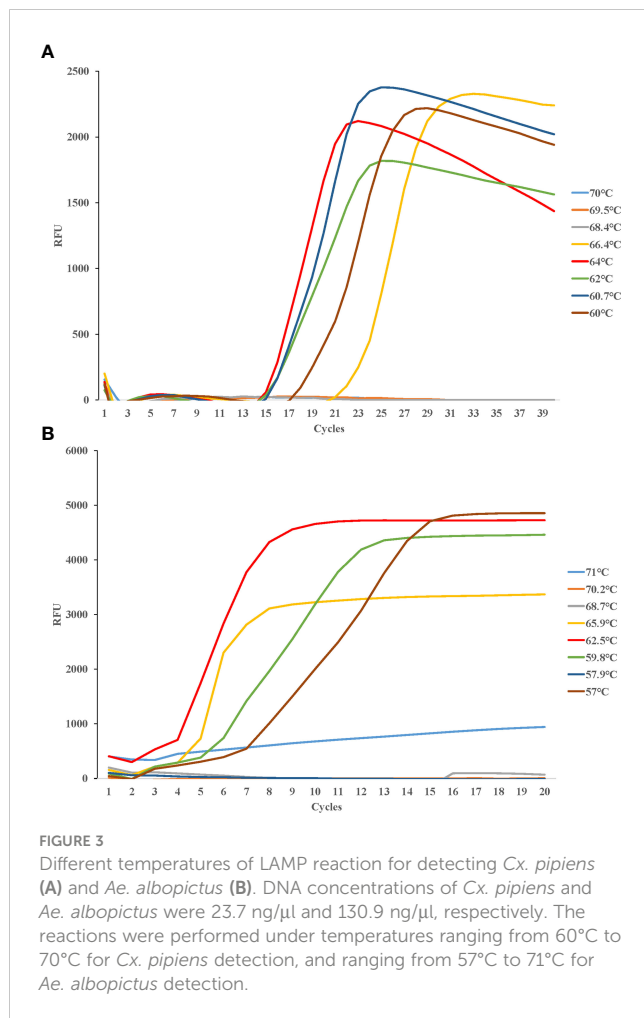 A
2500
2000
1500
1000
500
0
RFU
1 3 5 7 9 11 13 15 17 19 21 23 25 27 29 31 33 35 37 39
Cycles
70°C
69.5°C
68.4°C
66.4°C
64°C
62°C
60.7°C
60°C
B
6000
5000
4000
3000
2000
1000
0
RFU
1 2 3 4 5 6 7 8 9 10 11 12 13 14 15 16 17 18 19 20
Cycles
71°C
70.2°C
68.7°C
65.9°C
62.5°C
59.8°C
57.9°C
57°C
FIGURE 3
Different temperatures of LAMP reaction for detecting Cx. pipiens
(A) and Ae. albopictus (B). DNA concentrations of Cx. pipiens and
Ae. albopictus were 23.7 ng/µl and 130.9 ng/µl, respectively. The
reactions were performed under temperatures ranging from 60°C to
70°C for Cx. pipiens detection, and ranging from 57°C to 71°C for
Ae. albopictus detection.